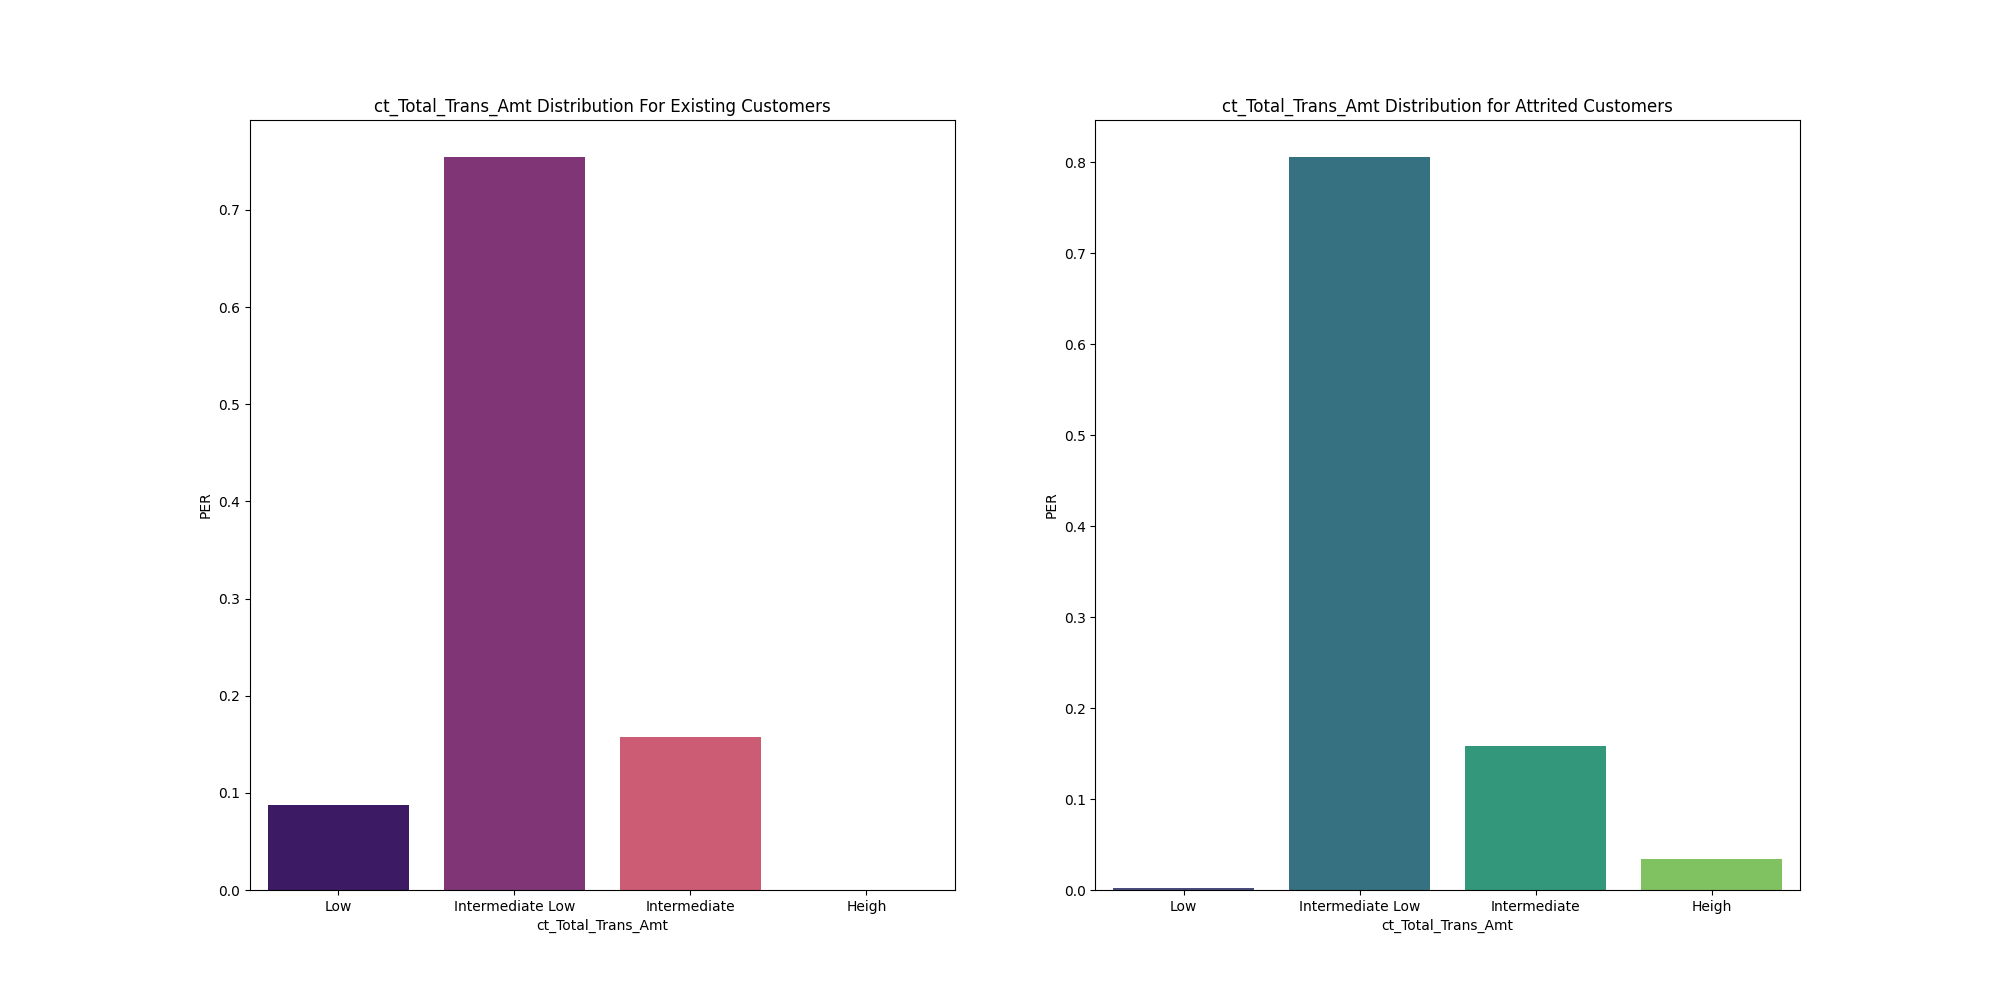 ct_Total_Trans_Amt Distribution For Existing Customers
PER
0.7
0.6
0.5
0.4
0.3
0.2
0.1
0.0
Low Intermediate Low Intermediate Heigh
ct_Total_Trans_Amt
ct_Total_Trans_Amt Distribution for Attrited Customers
PER
0.8
0.7
0.6
0.5
0.4
0.3
0.2
0.1
0.0
Low Intermediate Low Intermediate Heigh
ct_Total_Trans_Amt